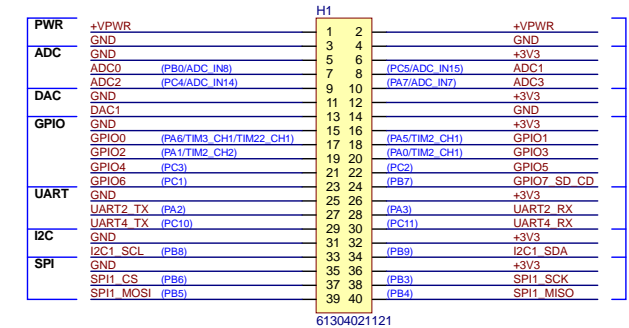 H1
PWR +VPWR 1 2 +VPWR
GND 3 4 GND
ADC GND 5 6 +3V3
ADC0 (PB0/ADC_IN8) 7 8 (PC5/ADC_IN15) ADC1
ADC2 (PC4/ADC_IN14) 9 10 (PA7/ADC_IN7) ADC3
DAC GND 11 12 +3V3
DAC1 13 14 GND
GPIO GND 15 16 +3V3
GPIO0 (PA6/TIM3_CH1/TIM22_CH1) 17 18 (PA5/TIM2_CH1) GPIO1
GPIO2 (PA1/TIM2_CH2) 19 20 (PA0/TIM2_CH1) GPIO3
GPIO4 (PC3) 21 22 (PC2) GPIO5
GPIO6 (PC1) 23 24 (PB7) GPIO7_SD_CD
UART GND 25 26 +3V3
UART2_TX (PA2) 27 28 (PA3) UART2_RX
UART4_TX (PC10) 29 30 (PC11) UART4_RX
I2C GND 31 32 +3V3
I2C1_SCL (PB8) 33 34 (PB9) I2C1_SDA
SPI GND 35 36 +3V3
SPI1_CS (PB6) 37 38 (PB3) SPI1_SCK
SPI1_MOSI (PB5) 39 40 (PB4) SPI1_MISO
61304021121